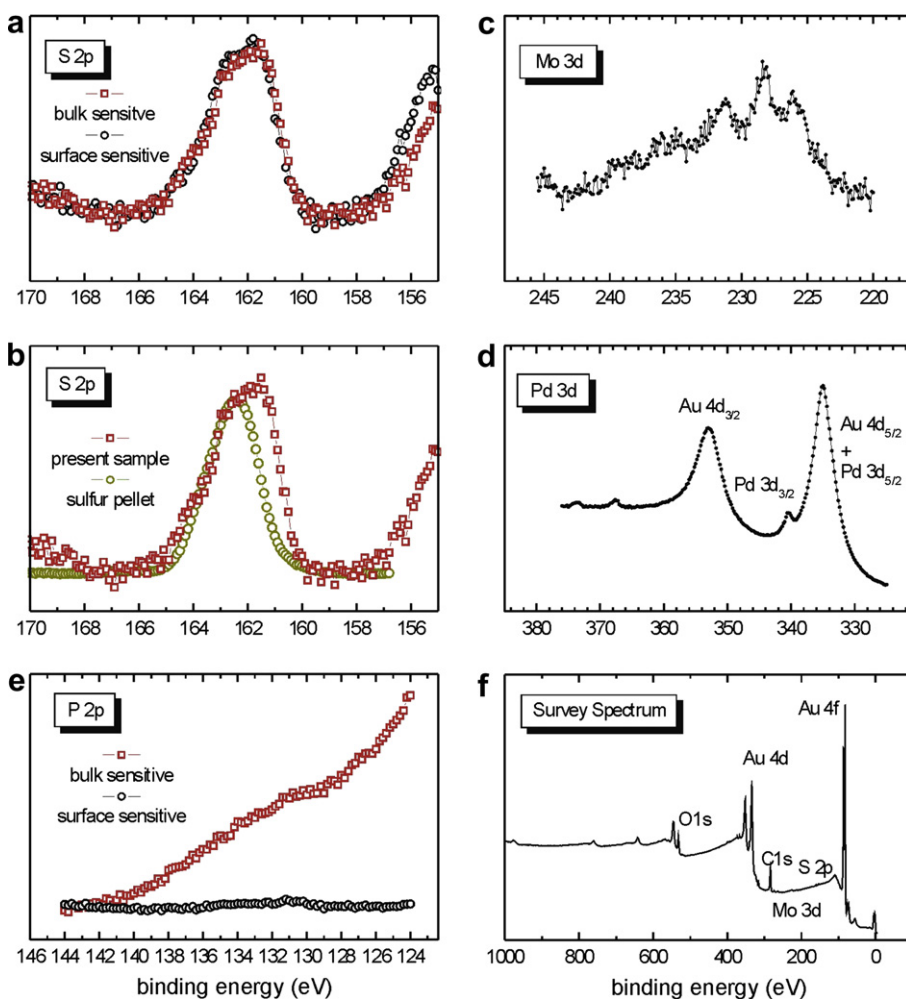 a
S 2p
bulk sensitve
surface sensitive
170 168 166 164 162 160 158 156
c
Mo 3d
245 240 235 230 225 220
b
S 2p
present sample
sulfur pellet
170 168 166 164 162 160 158 156
d
Pd 3d
Au 4d3/2
Pd 3d3/2
Au 4d5/2
+
Pd 3d5/2
380 370 360 350 340 330
e
P 2p
bulk sensitive
surface sensitive
146 144 142 140 138 136 134 132 130 128 126 124
binding energy (eV)
f
Survey Spectrum
Au 4f
Au 4d
O1s
C1s
S 2p
Mo 3d
1000 800 600 400 200 0
binding energy (eV)